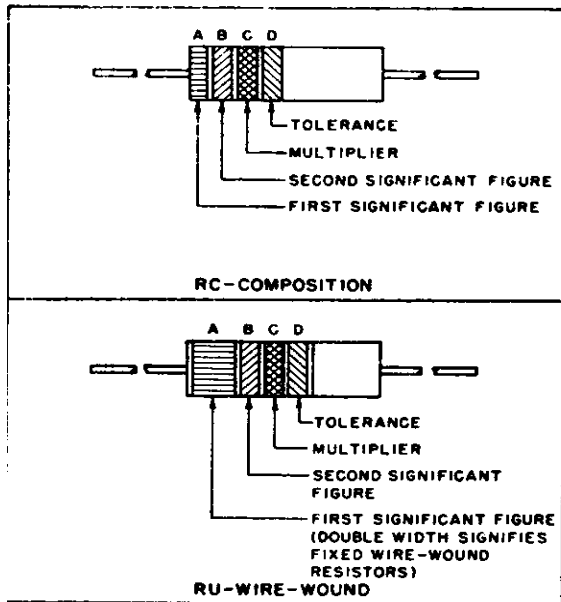 A B C D
TOLERANCE
MULTIPLIER
SECOND SIGNIFICANT FIGURE
FIRST SIGNIFICANT FIGURE
RC-COMPOSITION
A B C D
TOLERANCE
MULTIPLIER
SECOND SIGNIFICANT
FIGURE
FIRST SIGNIFICANT FIGURE
(DOUBLE WIDTH SIGNIFIES
FIXED WIRE-WOUND
RESISTORS)
RU-WIRE-WOUND